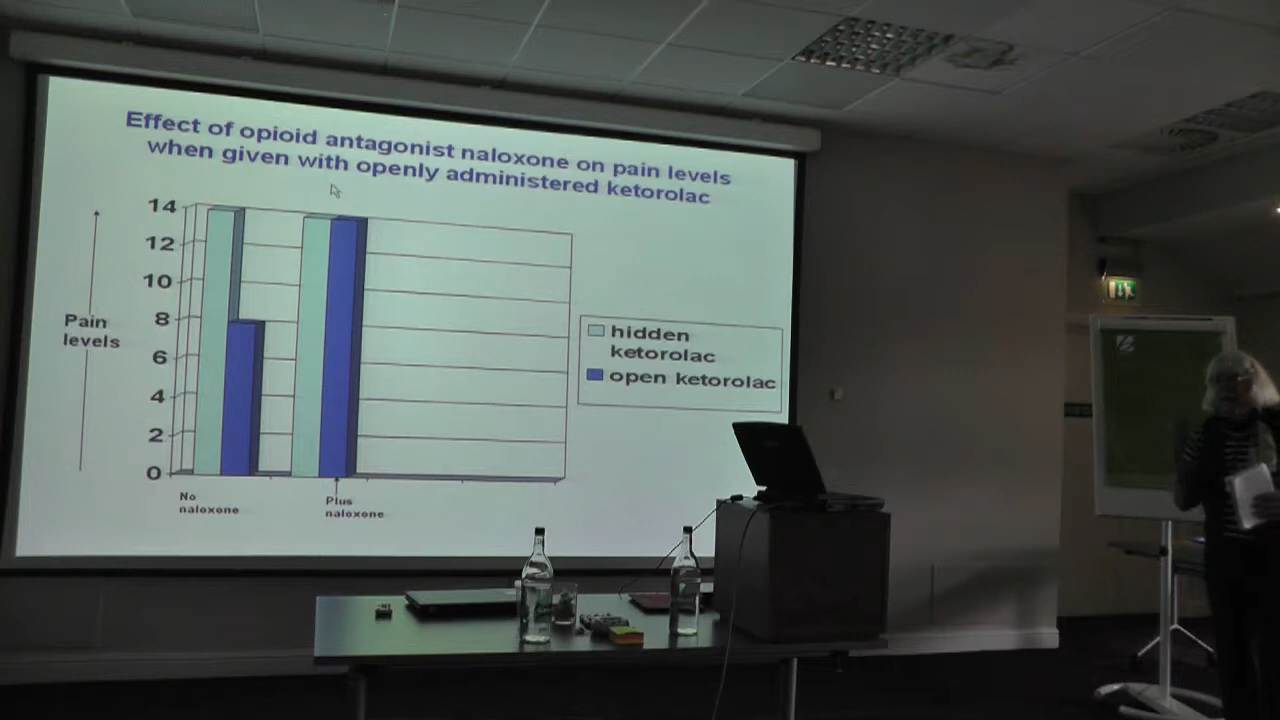 Effect of opioid antagonist naloxone on pain levels
when given with openly administered ketorolac
14
12
10
8
6
4
2
0
Pain
levels
No
naloxone
Plus
naloxone
hidden
ketorolac
open ketorolac